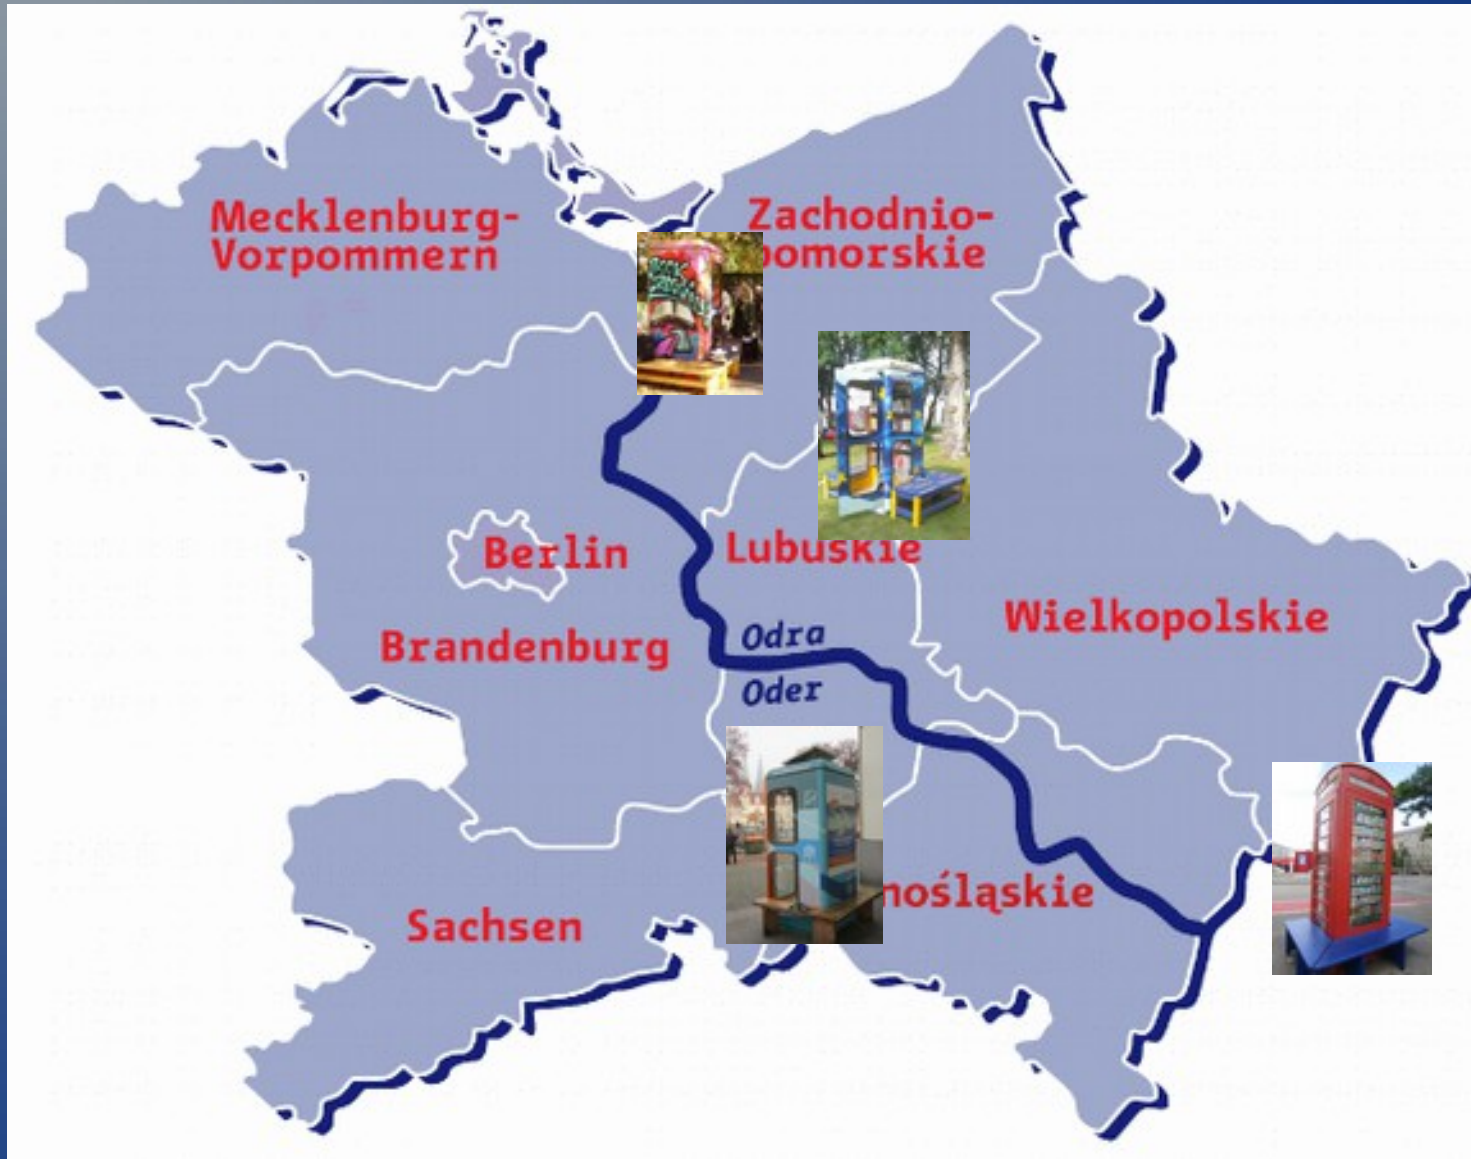 Mecklenburg-
Vorpommern
Zachodnio-
pomorskie
Berlin
Lubuskie
Brandenburg
Wielkopolskie
Odra
Oder
nośląskie
Sachsen